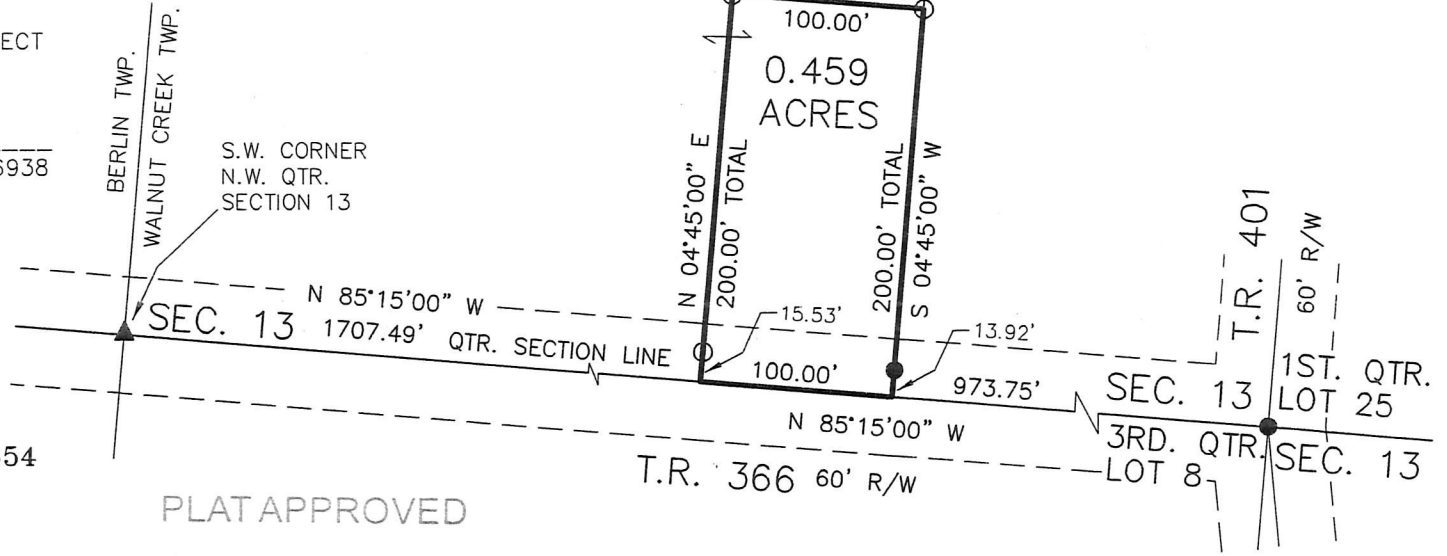 ECT
6938
BERLIN TWP.
WALNUT CREEK TWP.
S.W. CORNER
N.W. QTR.
SECTION 13
100.00'
0.459
ACRES
N 04°45'00" E
200.00' TOTAL
200.00' TOTAL
S 04°45'00" W
T.R. 401
60' R/W
N 85°15'00" W
SEC. 13
1707.49'
QTR. SECTION LINE
15.53'
13.92'
100.00'
973.75'
N 85°15'00" W
SEC. 13
1ST. QTR.
LOT 25
3RD. QTR.
LOT 8
SEC. 13
T.R. 366 60' R/W
54
PLAT APPROVED